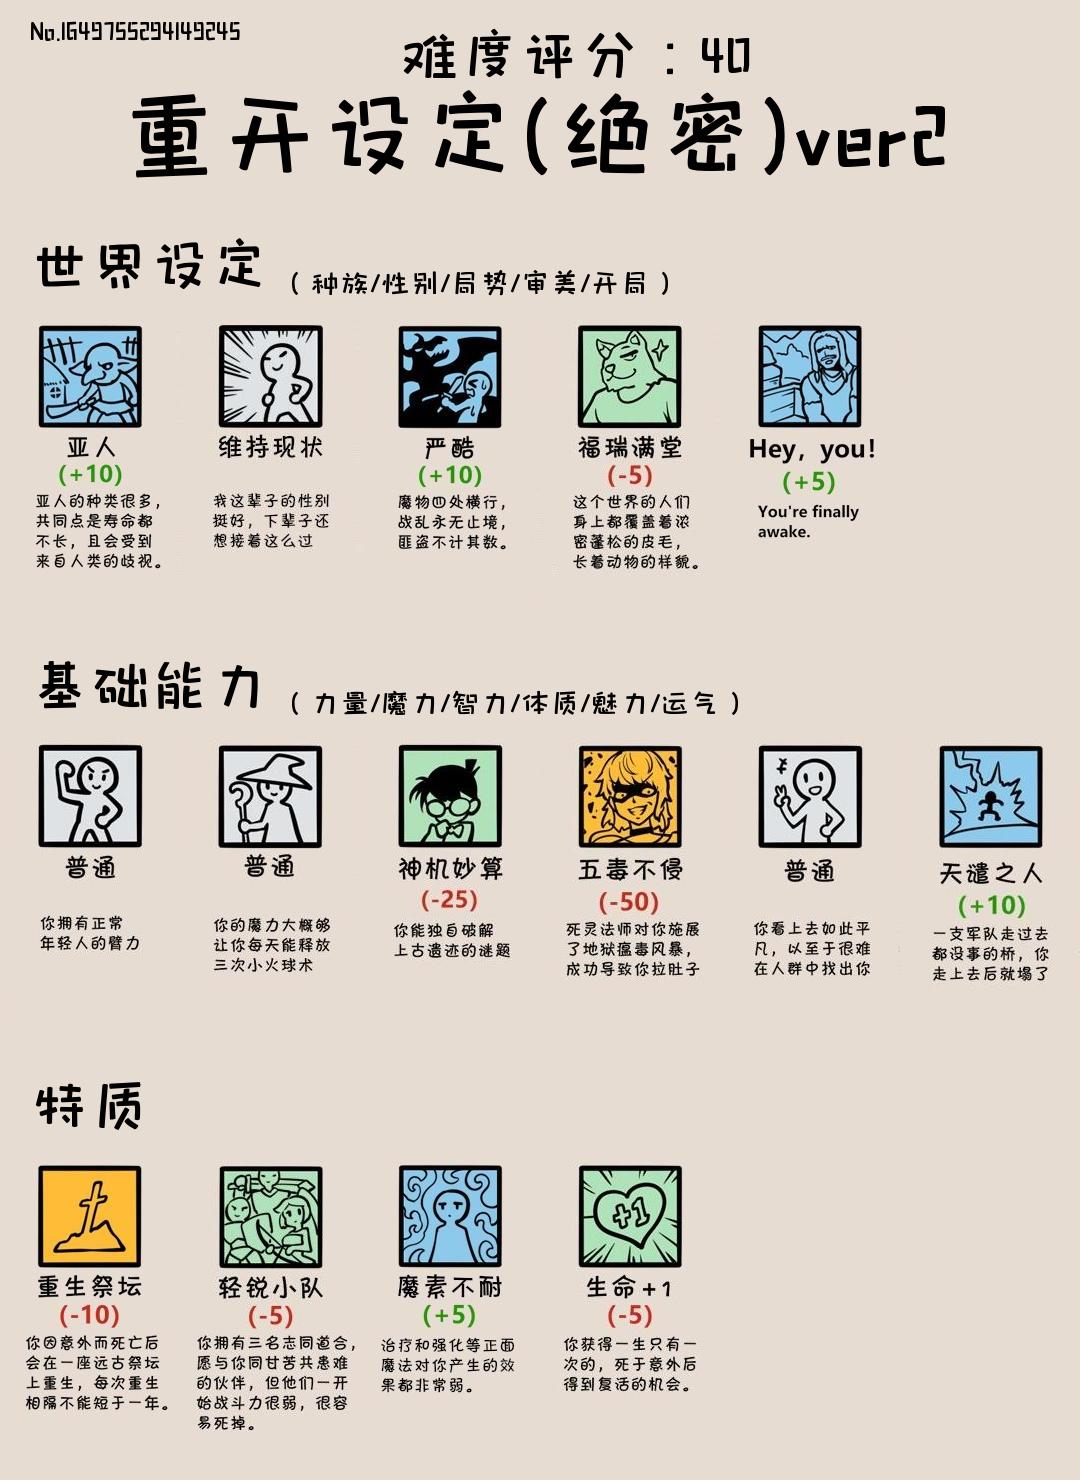 No.1649755294149245
难度评分：40
重开设定(绝密)ver2
世界设定 (种族/性别/局势/审美/开局)
亚人
(+10)
亚人的种类很多，
共同点是寿命都
不长，且会受到
来自人类的歧视。
维持现状
我这辈子的性别
挺好，下辈子还
想接着这么过
严酷
(+10)
魔物四处横行，
战乱永无止境，
匪盗不计其数。
福瑞满堂
(-5)
这个世界的人们
身上都覆盖着浓
密蓬松的皮毛，
长着动物的样貌。
Hey, you!
(+5)
You're finally
awake.
基础能力 (力量/魔力/智力/体质/魅力/运气)
普通
你拥有正常
年轻人的臂力
普通
你的魔力大概够
让你每天能释放
三次小火球术
神机妙算
(-25)
你能独自破解
上古遗迹的谜题
五毒不侵
(-50)
死灵法师对你施展
了地狱瘟毒风暴，
成功导致你拉肚子
普通
你看上去如此平
凡，以至于很难
在人群中找出你
天谴之人
(+10)
一支军队走过去
都没事的桥，你
走上去后就塌了
特质
重生祭坛
(-10)
你因意外而死亡后
会在一座远古祭坛
上重生，每次重生
相隔不能短于一年。
轻锐小队
(-5)
你拥有三名志同道合，
愿与你同甘苦共患难
的伙伴，但他们一开
始战斗力很弱，很容
易死掉。
魔素不耐
(+5)
治疗和强化等正面
魔法对你产生的效
果都非常弱。
+1
生命+1
(-5)
你获得一生只有一
次的，死于意外后
得到复活的机会。